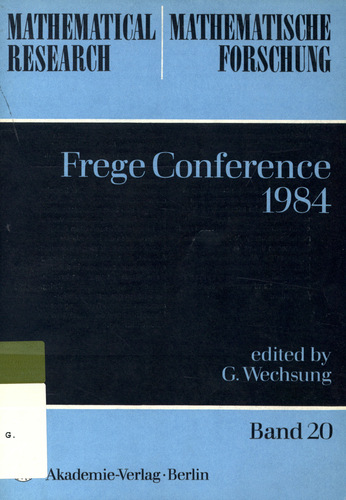 MATHEMATICAL
RESEARCH
MATHEMATISCHE
FORSCHUNG
Frege Conference
1984
edited by
G. Wechsung
Band 20
G.
Akademie-Verlag · Berlin